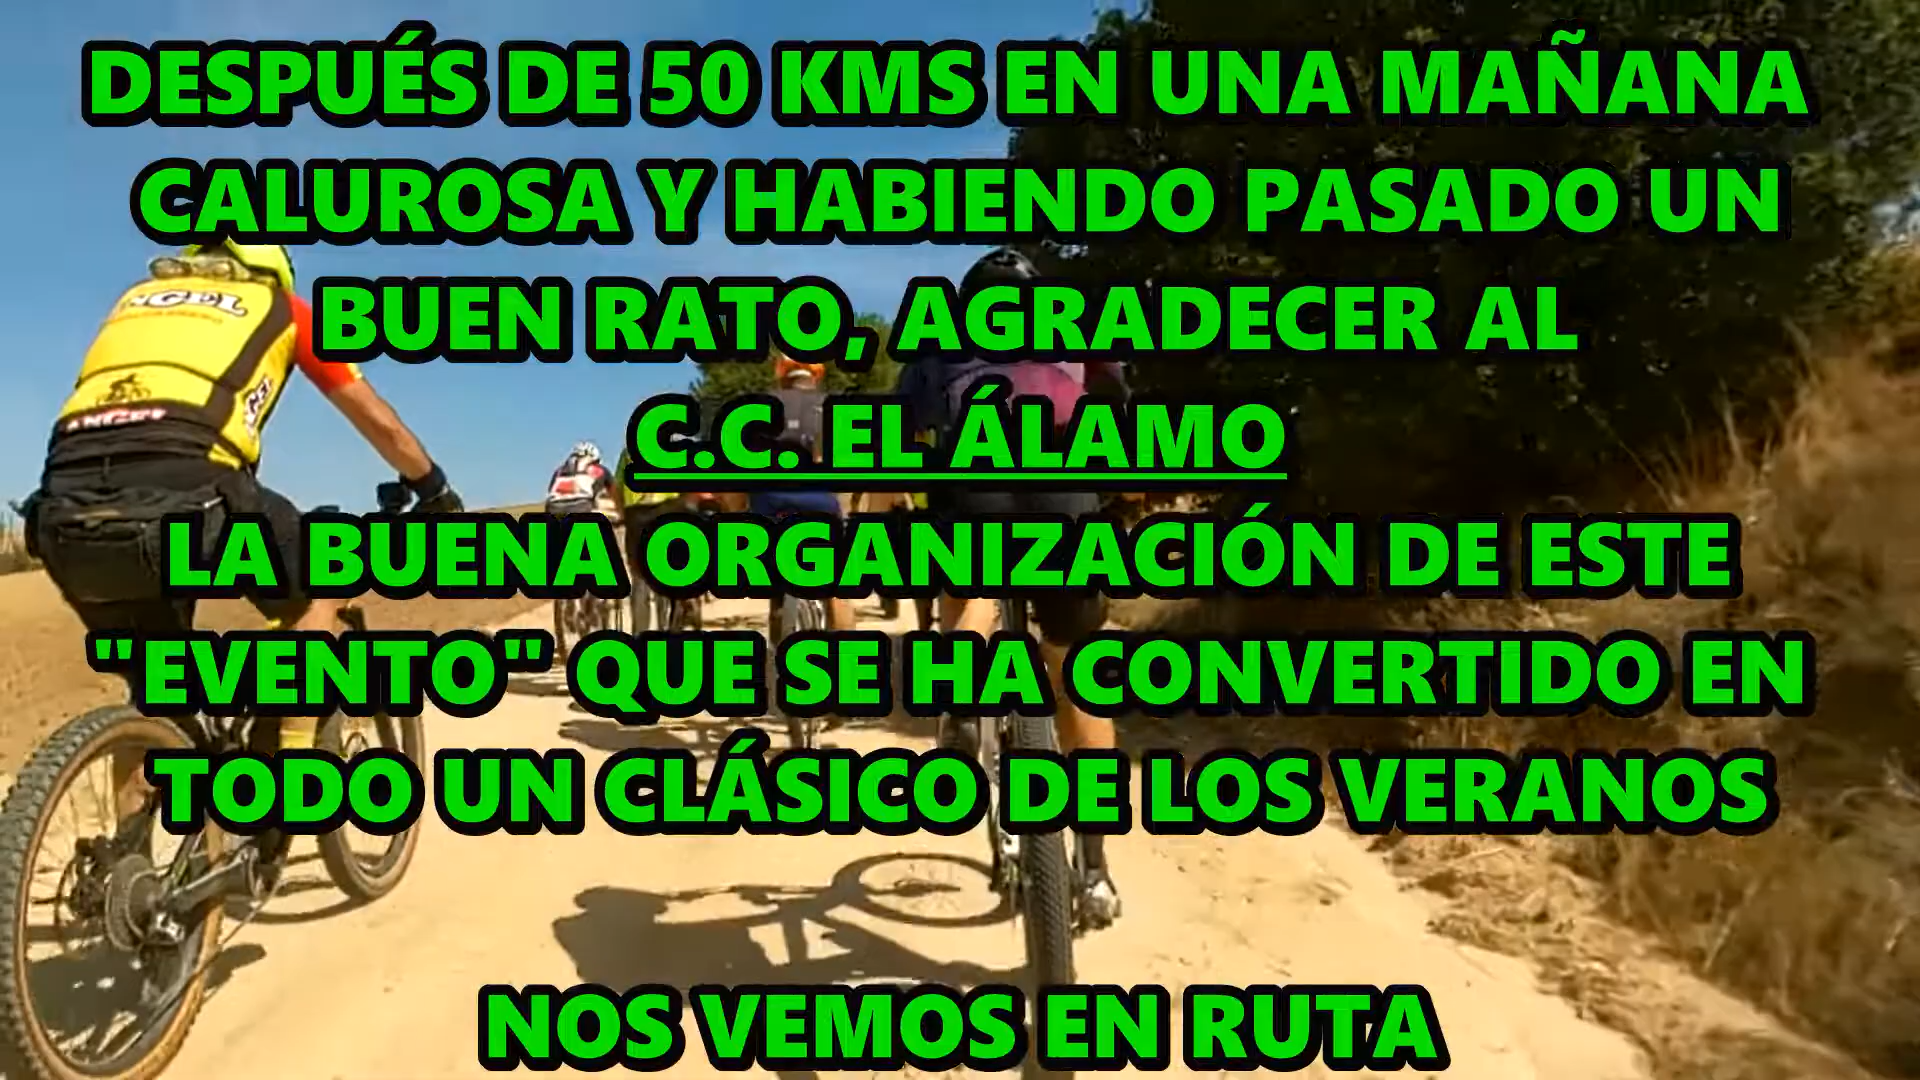 DESPUÉS DE 50 KMS EN UNA MAÑANA
CALUROSA Y HABIENDO PASADO UN
BUEN RATO, AGRADECER AL
C.C. EL ÁLAMO
LA BUENA ORGANIZACIÓN DE ESTE
"EVENTO" QUE SE HA CONVERTIDO EN
TODO UN CLÁSICO DE LOS VERANOS
NOS VEMOS EN RUTA